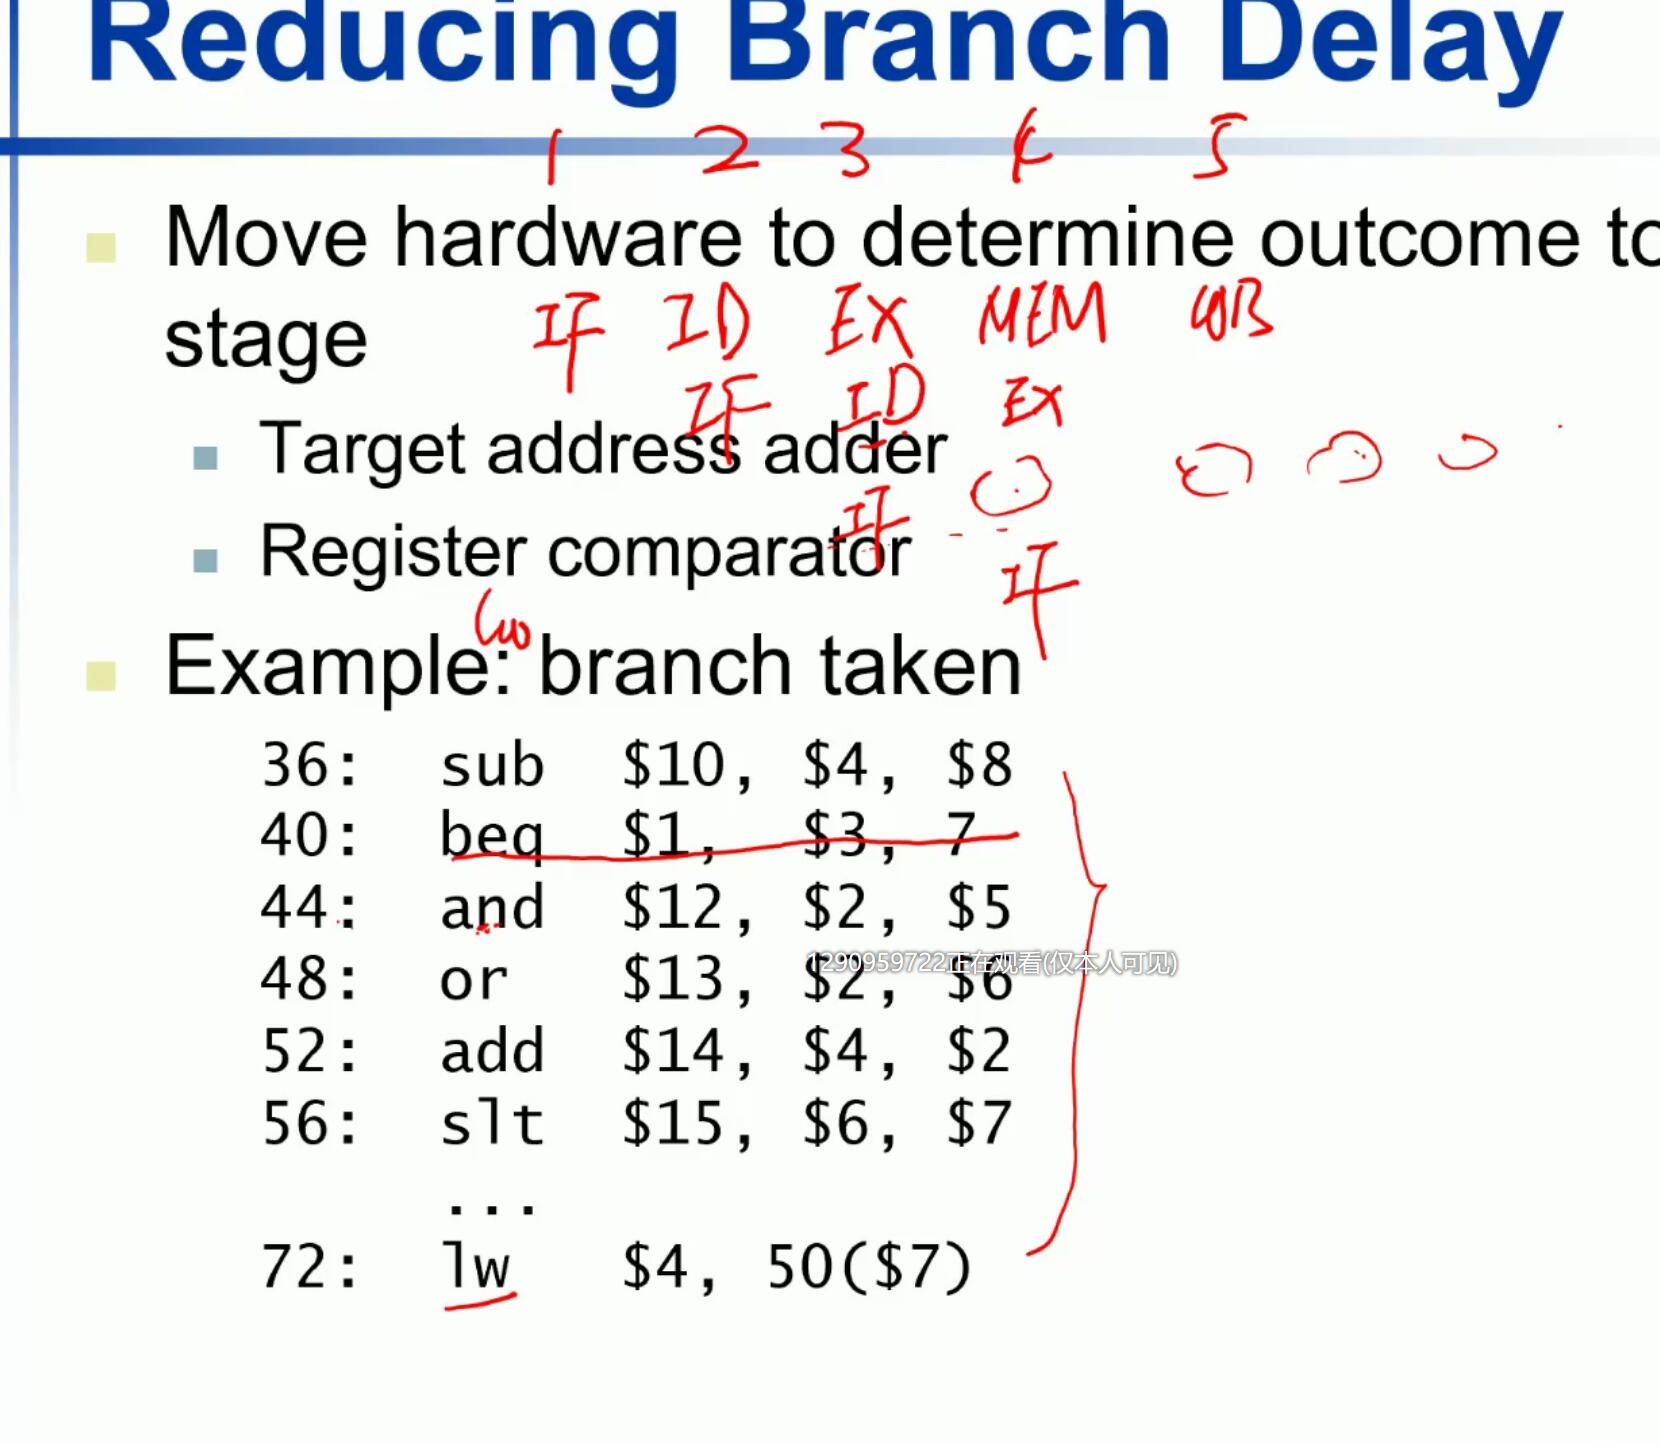 Reducing Branch Delay
1 2 3 4 5
Move hardware to determine outcome to
stage
IF ID EX MEM WB
IF ID EX
Target address adder
IF
Register comparator
IF
Example: branch taken
36: sub $10, $4, $8
40: beq $1, $3, 7
44: and $12, $2, $5
1290959722正在观看(仅本人可见)
48: or $13, $2, $6
52: add $14, $4, $2
56: slt $15, $6, $7
...
72: lw $4, 50($7)